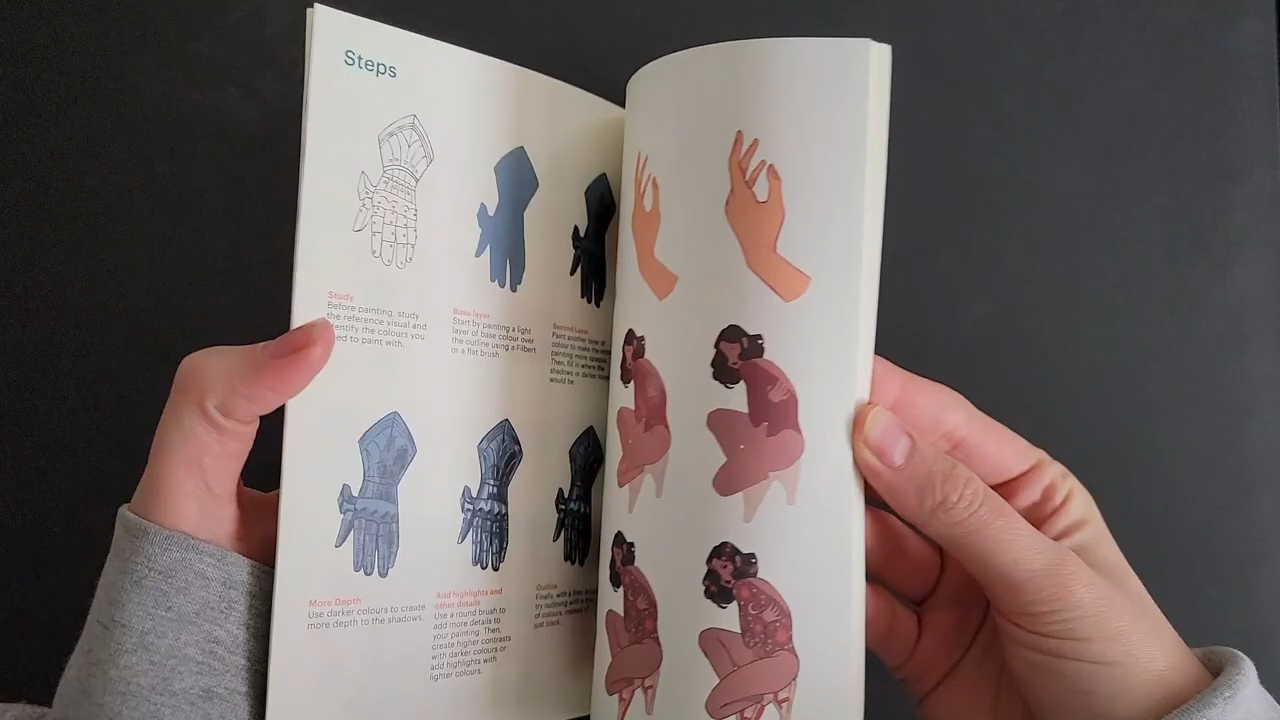 Steps
Study
Before painting, study
the reference visual and
identify the colours you
need to paint with.
Base layer
Start by painting a light
layer of base colour over
the outline using a Filbert
or a flat brush.
Second Layer
Paint another layer of
colour to make the
painting more opaque.
Then, fill in where the
shadows or darker
would be.
More Depth
Use darker colours to create
more depth to the shadows.
Add highlights and
other details
Use a round brush to
add more details to
your painting. Then,
create higher contrasts
with darker colours or
add highlights with
lighter colours.
Outline
Finally, with a liner
try outlining with a
of colours, instead of
just black.